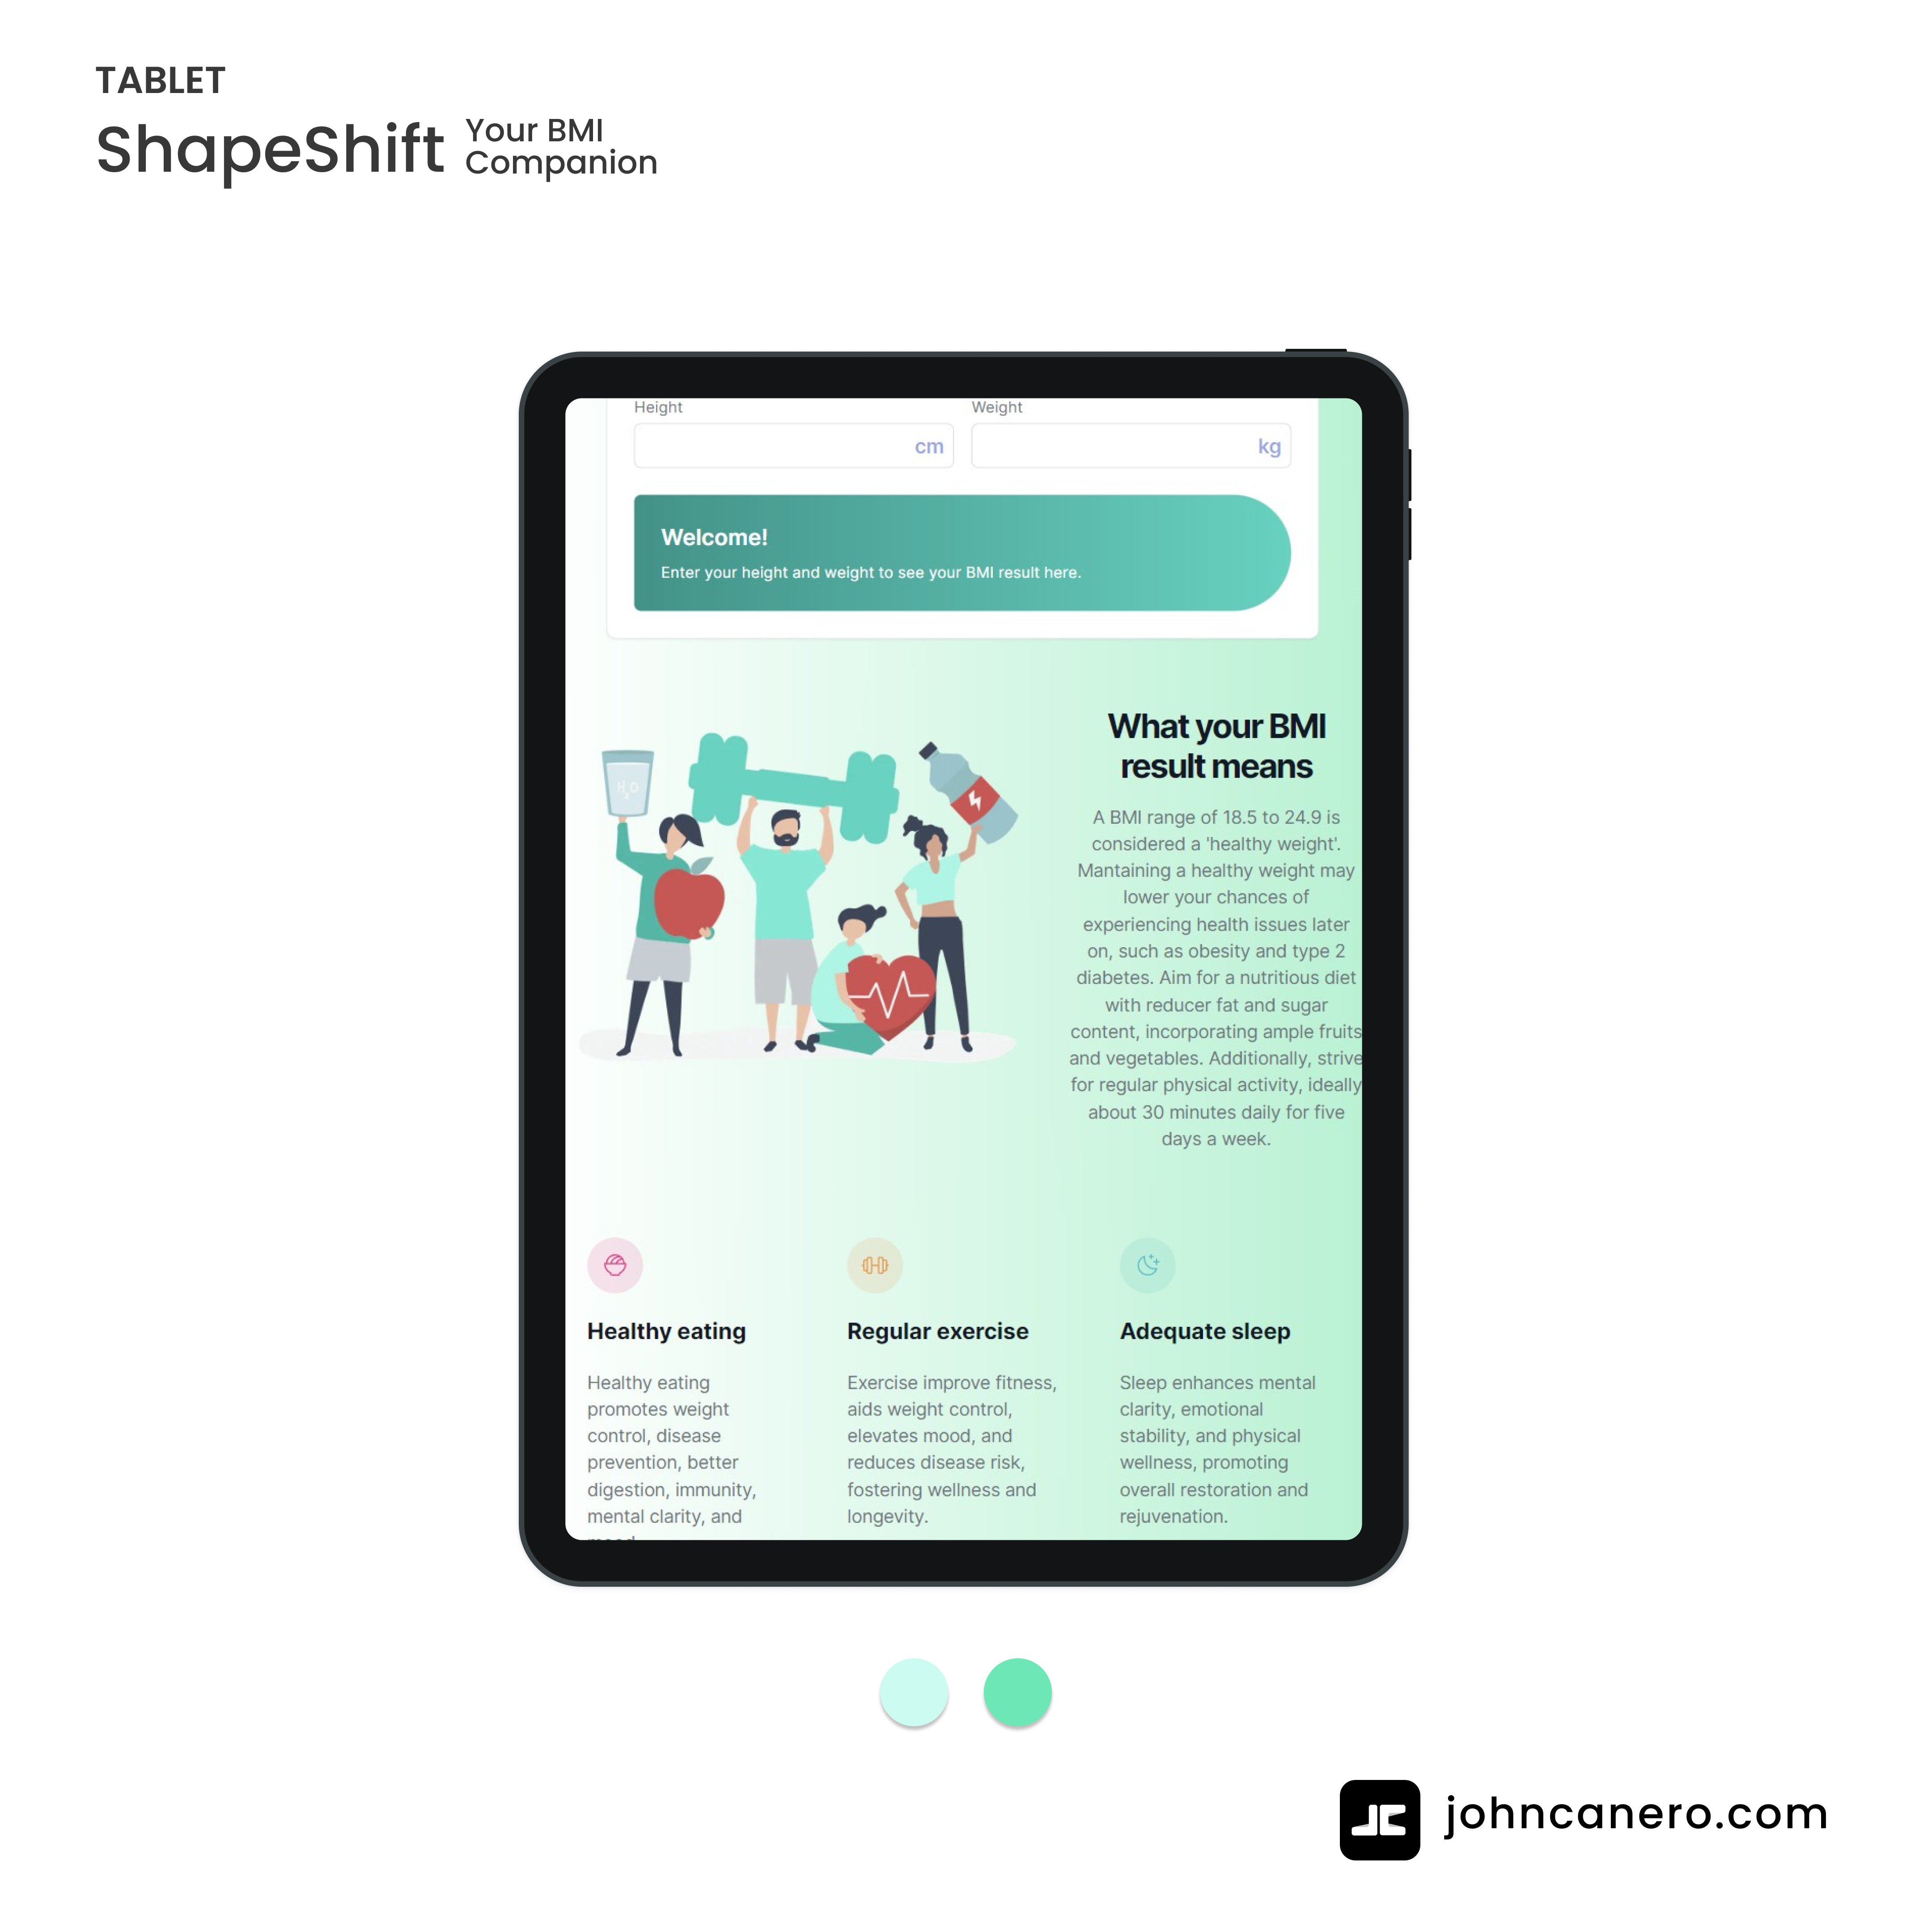 TABLET
ShapeShift
Your BMI
Companion
Height
Weight
cm
kg
Welcome!
Enter your height and weight to see your BMI result here.
H2O
What your BMI
result means
A BMI range of 18.5 to 24.9 is
considered a 'healthy weight'.
Mantaining a healthy weight may
lower your chances of
experiencing health issues later
on, such as obesity and type 2
diabetes. Aim for a nutritious diet
with reducer fat and sugar
content, incorporating ample fruits
and vegetables. Additionally, strive
for regular physical activity, ideally
about 30 minutes daily for five
days a week.
Healthy eating
Healthy eating
promotes weight
control, disease
prevention, better
digestion, immunity,
mental clarity, and
Regular exercise
Exercise improve fitness,
aids weight control,
elevates mood, and
reduces disease risk,
fostering wellness and
longevity.
Adequate sleep
Sleep enhances mental
clarity, emotional
stability, and physical
wellness, promoting
overall restoration and
rejuvenation.
JC
johncanero.com